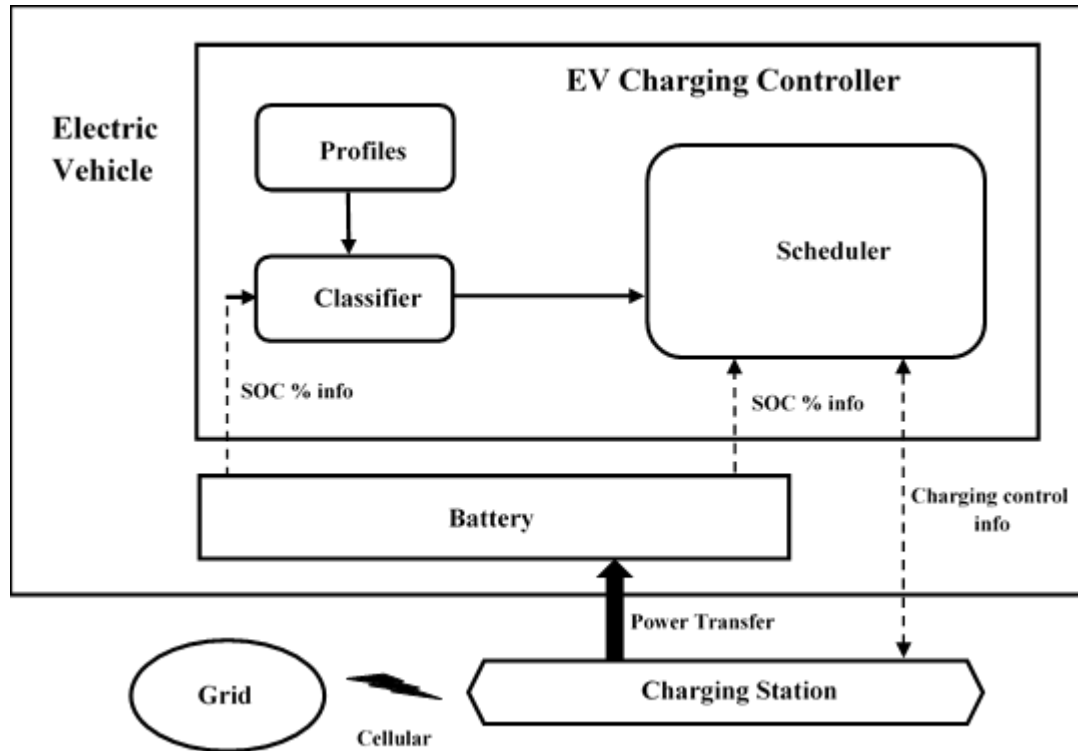 EV Charging Controller
Electric
Vehicle
Profiles
Scheduler
Classifier
SOC % info
SOC % info
Charging control
info
Battery
Power Transfer
Grid
Charging Station
Cellular